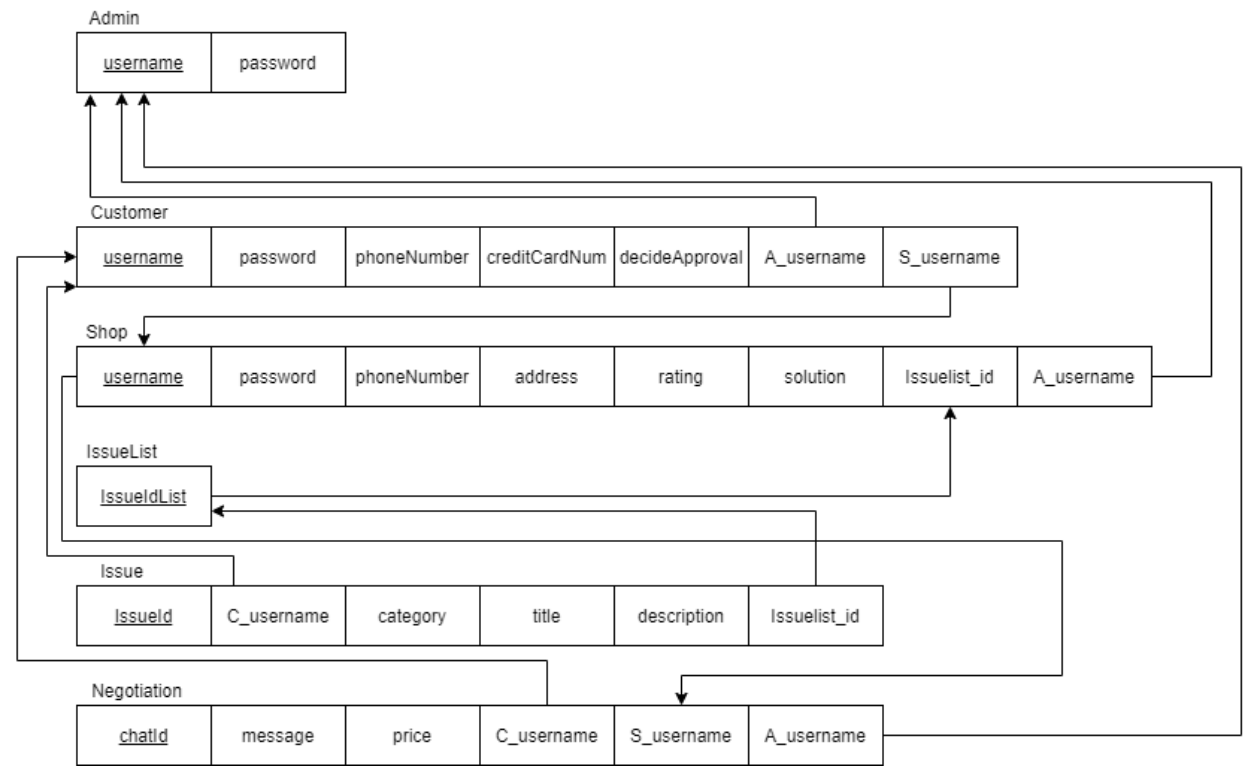 Admin
username password
Customer
username password phoneNumber creditCardNum decideApproval A_username S_username
Shop
username password phoneNumber address rating solution Issuelist_id A_username
IssueList
IssueIdList
Issue
IssueId C_username category title description Issuelist_id
Negotiation
chatId message price C_username S_username A_username